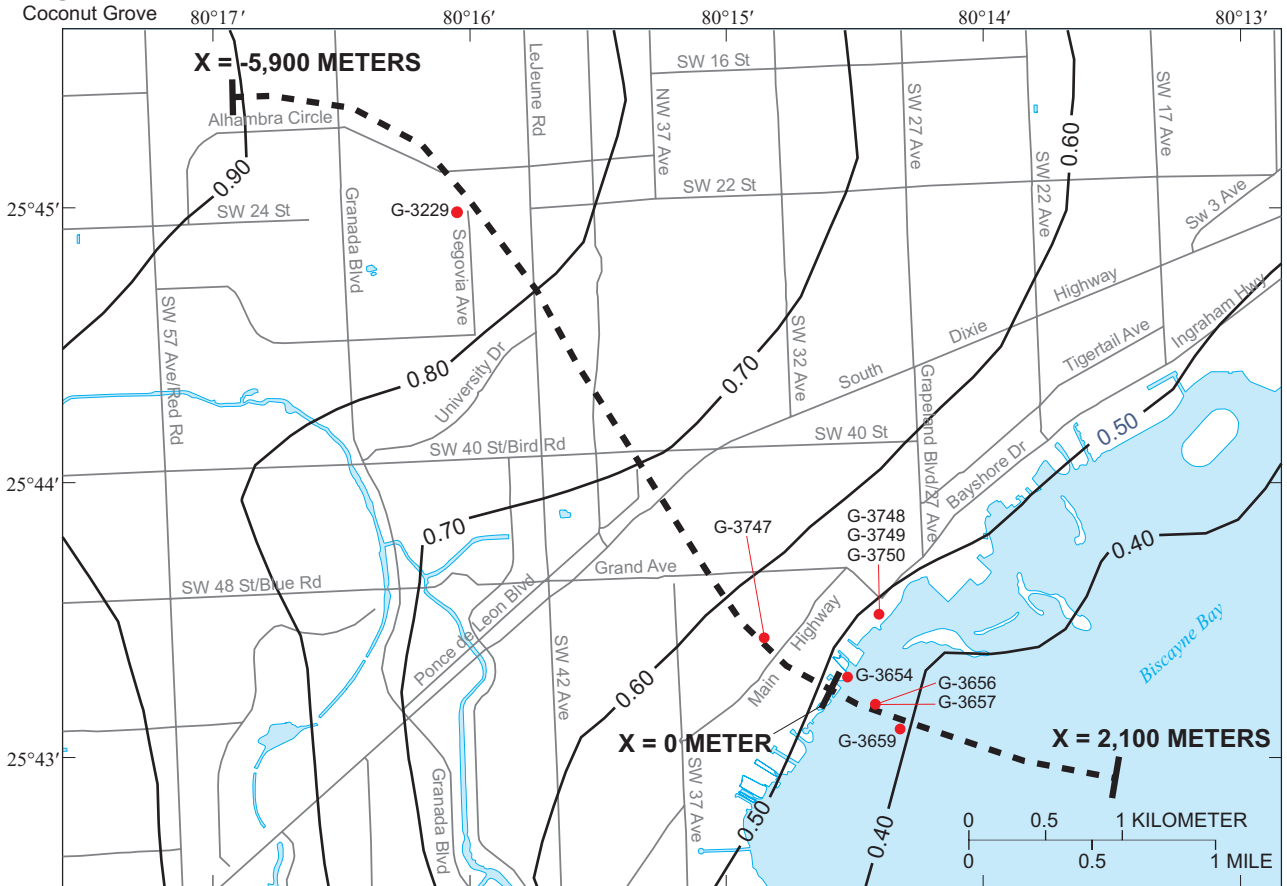 Coconut Grove
80°17′
80°16′
80°15′
80°14′
80°13′
X = -5,900 METERS
SW 16 St
LeJeune Rd
NW 37 Ave
SW 27 Ave
SW 17 Ave
Alhambra Circle
0.90
0.60
SW 22 Ave
SW 22 St
Sw 3 Ave
25°45′
SW 24 St
Granada Blvd
G-3229
Segovia Ave
Highway
Dixie
South
Ingraham Hwy
Tigertail Ave
SW 57 Ave/Red Rd
SW 32 Ave
0.80
University Dr
0.70
Grapeland Blvd/27 Ave
SW 40 St/Bird Rd
SW 40 St
0.50
Bayshore Dr
25°44′
0.70
G-3747
G-3748
G-3749
G-3750
0.40
SW 48 St/Blue Rd
Grand Ave
Ponce de Leon Blvd
Main
Highway
Biscayne Bay
SW 42 Ave
0.60
G-3654
G-3656
G-3657
G-3659
X = 0 METER
X = 2,100 METERS
25°43′
Granada Blvd
SW 37 Ave
0.50
0.40
0 0.5 1 KILOMETER
0 0.5 1 MILE